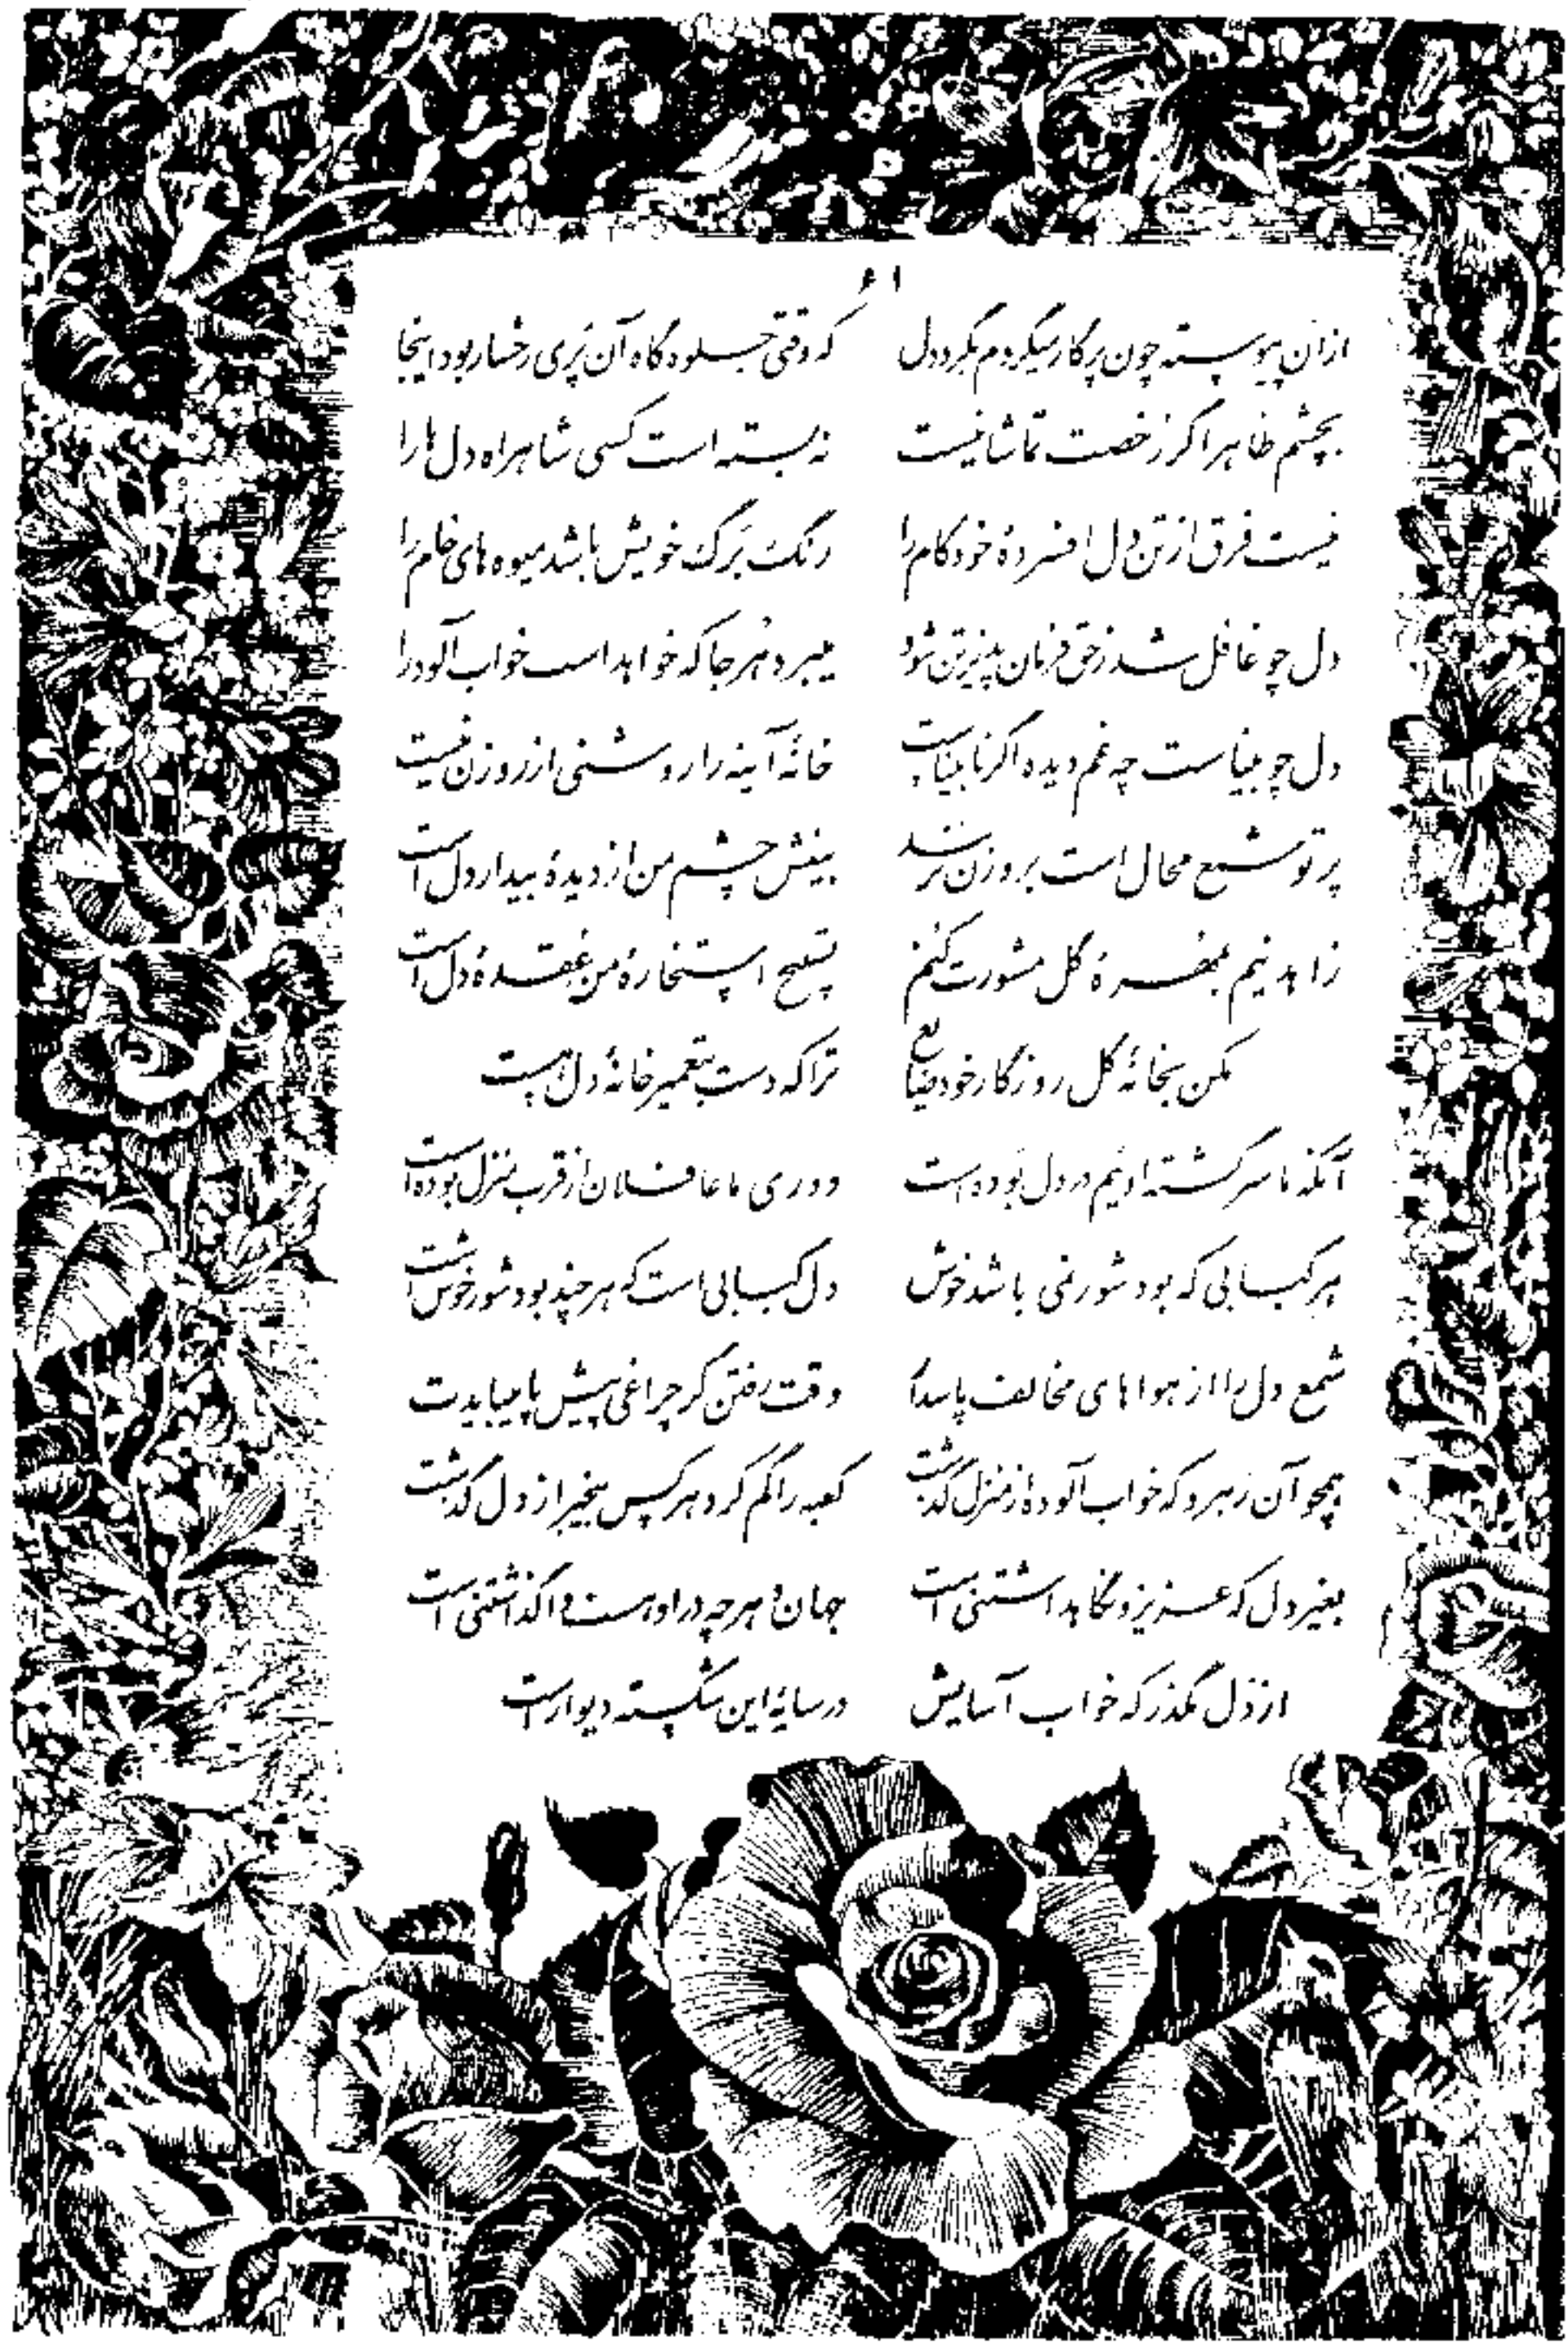 ۶۱
ازان پیوسته چون پرگار میگردم بگرد دل که وقتی جلوه گاه آن پری رخسار بود اینجا
بچشم ظاهر اگر رخصت تماشا نیست نه بسته است کسی شاهراه دل ها را
نیست فرق از تن دل افسردهٔ خودکام را رنگ برگ خویش باشد میوه های خام را
دل چو غافل شد ز حق فرمان پذیر تن شود میبرد هر جا که خواهد اسب خواب آلود را
دل چو بیناست چه غم دیده اگر نابیناست خانهٔ آینه را روشنی از روزن نیست
پرتو شمع محال است بروزن نرسد بینش چشم من از دیدهٔ بیدار دل است
زاهد نیم بمهرهٔ گل مشورت کنم تسبیح استخارهٔ من عقدهٔ دل است
مکن بخانهٔ گل روزگار خود ضایع ترا که دست بتعمیر خانهٔ دل هست
آنکه ما سرگشته اوئیم در دل بوده است دوری ما غافلان از قرب منزل بوده است
هر کبابی که بود شور نمی باشد خوش دل کبابی است که هر چند بود شور خوش است
شمع دل را از هواهای مخالف پاسدار وقت رفتن گر چراغی پیش پا میبایدت
همچو آن رهرو که خواب آلوده از منزل گذشت کعبه را گم کرد هر کس بیخبر از دل گذشت
بغیر دل که عزیز و نگاهداشتنی است جهان و هر چه در او هست واگذاشتنی است
از دل مگذر که خواب آسایش در سایهٔ این شکسته دیوار است